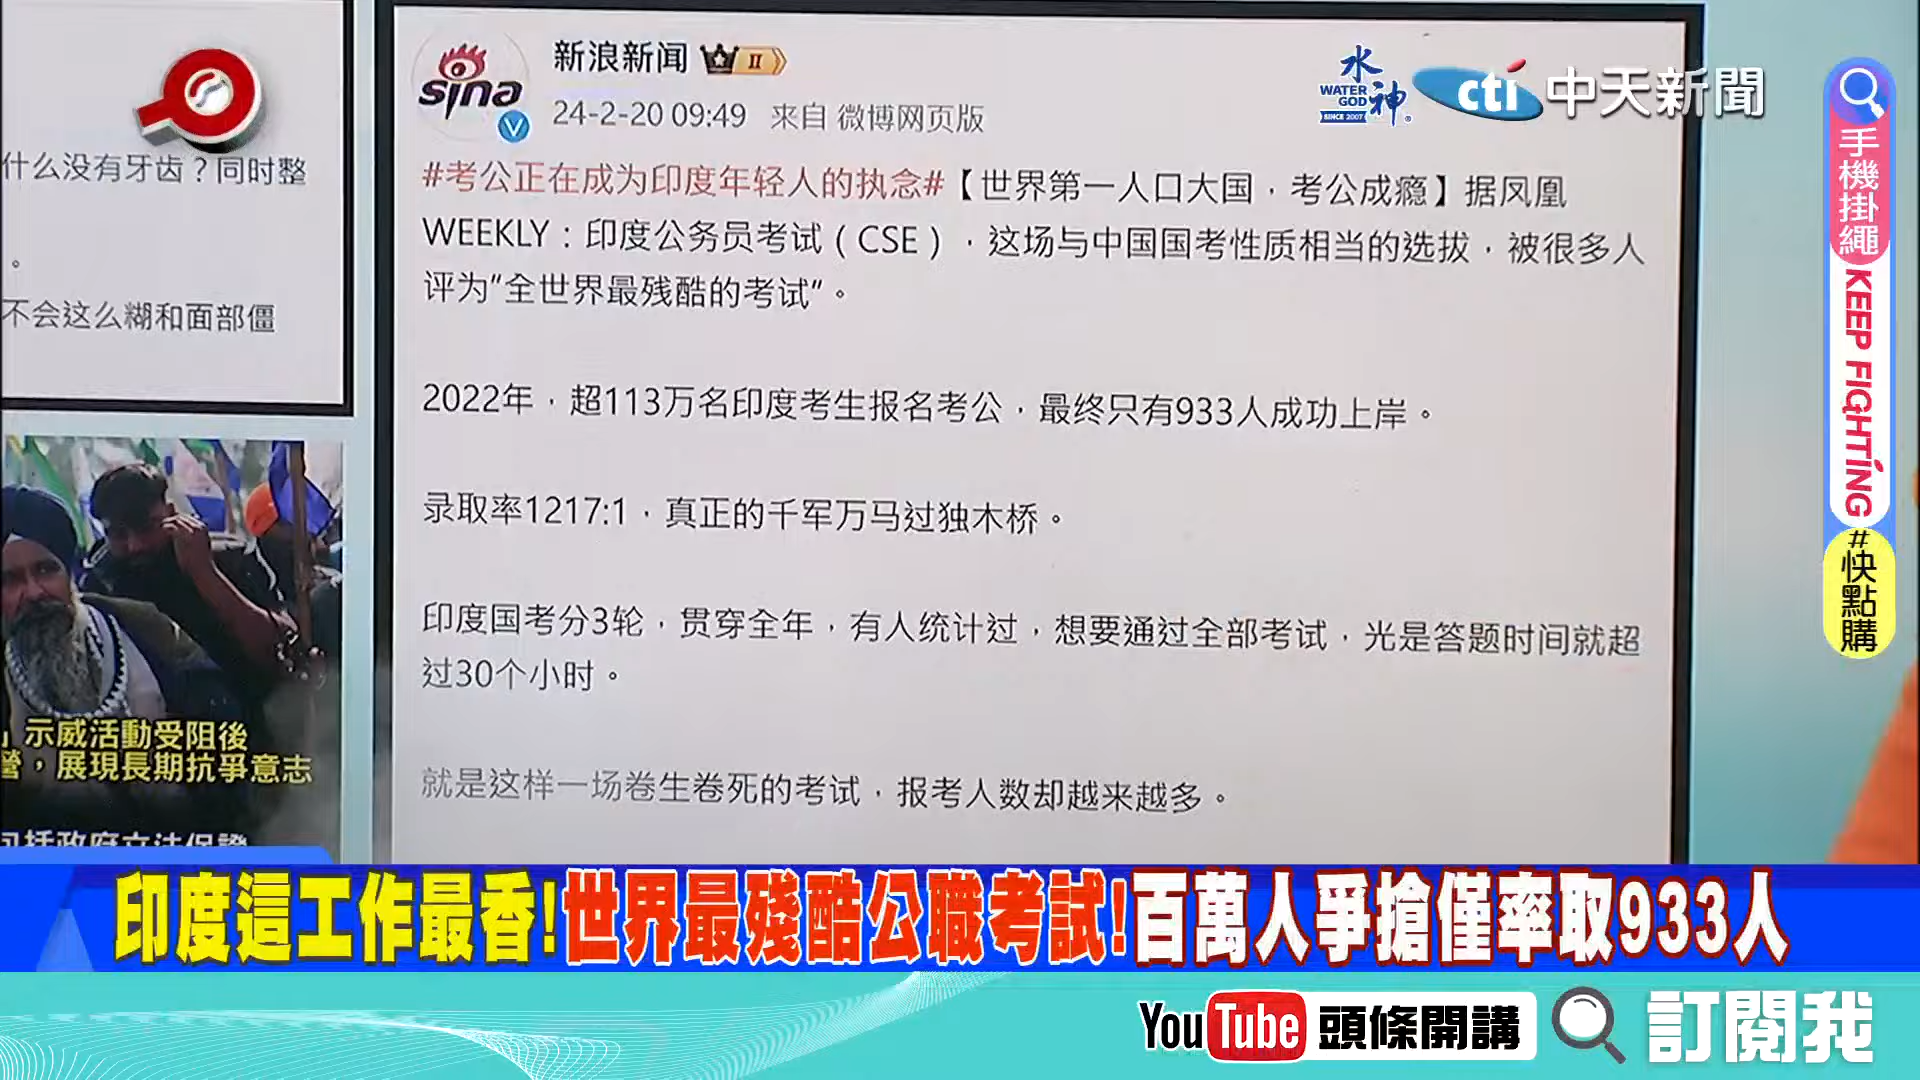 什么没有牙齿？同时整
。
不会这么糊和面部僵
示威活動受阻後
營，展現長期抗爭意志
sina
新浪新闻
II
24-2-20 09:49 来自 微博网页版
#考公正在成为印度年轻人的执念#【世界第一人口大国，考公成瘾】据凤凰
WEEKLY：印度公务员考试（CSE），这场与中国国考性质相当的选拔，被很多人
评为"全世界最残酷的考试"。
2022年，超113万名印度考生报名考公，最终只有933人成功上岸。
录取率1217:1，真正的千军万马过独木桥。
印度国考分3轮，贯穿全年，有人统计过，想要通过全部考试，光是答题时间就超
过30个小时。
就是这样一场卷生卷死的考试，报考人数却越来越多。
水神
WATER GOD
SINCE 2007
cti 中天新聞
手機掛繩
KEEP FIGHTING
#快點購
印度這工作最香!世界最殘酷公職考試!百萬人爭搶僅率取933人
YouTube 頭條開講
訂閱我